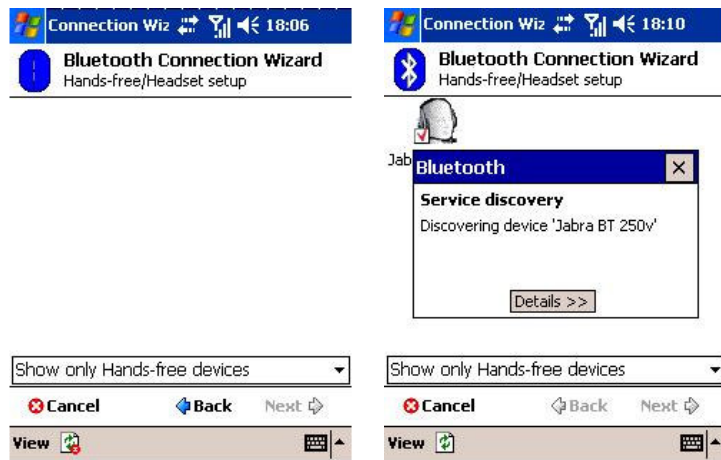 Connection Wiz 18:06
Bluetooth Connection Wizard
Hands-free/Headset setup
Show only Hands-free devices
Cancel Back Next
View
Connection Wiz 18:10
Bluetooth Connection Wizard
Hands-free/Headset setup
Jab
Bluetooth
Service discovery
Discovering device 'Jabra BT 250v'
Details >>
Show only Hands-free devices
Cancel Back Next
View